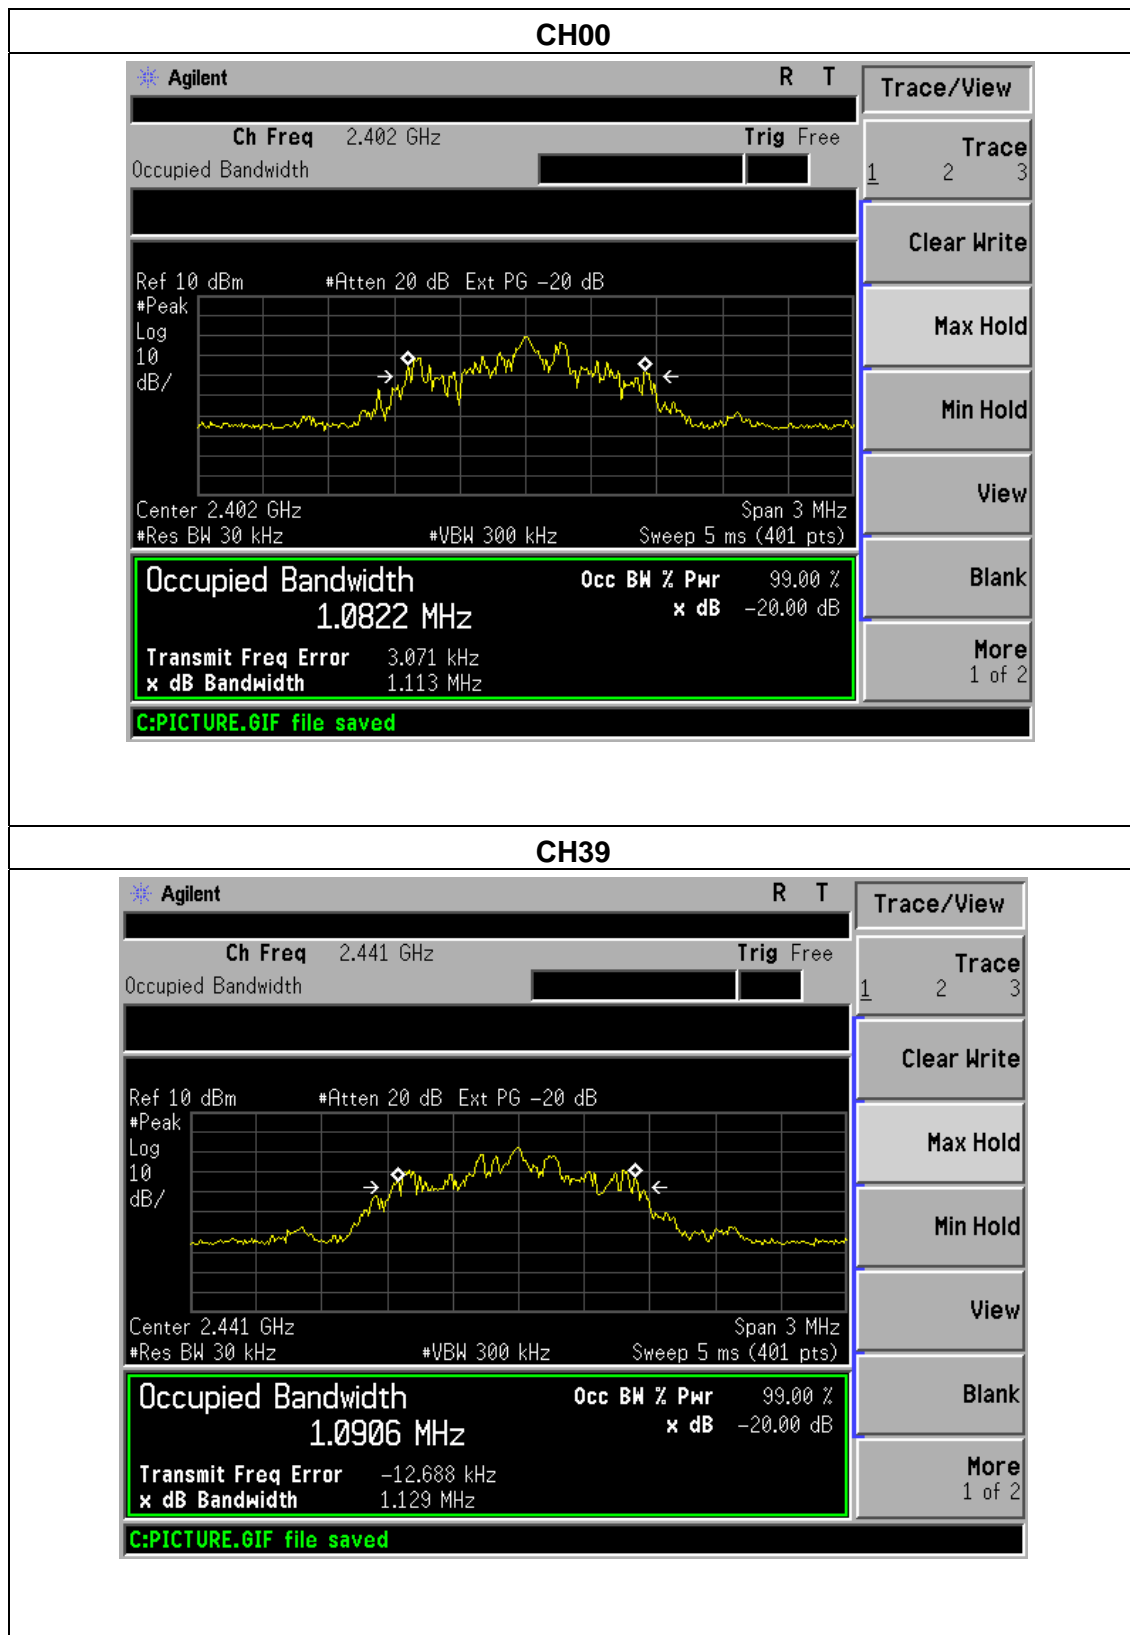 CH00
Agilent R T
Trace/View
Ch Freq 2.402 GHz Trig Free
Occupied Bandwidth
Trace
1 2 3
Clear Write
Max Hold
Min Hold
View
Blank
More
1 of 2
Ref 10 dBm #Atten 20 dB Ext PG -20 dB
#Peak
Log
10
dB/
Center 2.402 GHz Span 3 MHz
#Res BW 30 kHz #VBW 300 kHz Sweep 5 ms (401 pts)
Occupied Bandwidth Occ BW % Pwr 99.00 %
1.0822 MHz x dB -20.00 dB
Transmit Freq Error 3.071 kHz
x dB Bandwidth 1.113 MHz
C:PICTURE.GIF file saved
CH39
Agilent R T
Trace/View
Ch Freq 2.441 GHz Trig Free
Occupied Bandwidth
Trace
1 2 3
Clear Write
Max Hold
Min Hold
View
Blank
More
1 of 2
Ref 10 dBm #Atten 20 dB Ext PG -20 dB
#Peak
Log
10
dB/
Center 2.441 GHz Span 3 MHz
#Res BW 30 kHz #VBW 300 kHz Sweep 5 ms (401 pts)
Occupied Bandwidth Occ BW % Pwr 99.00 %
1.0906 MHz x dB -20.00 dB
Transmit Freq Error -12.688 kHz
x dB Bandwidth 1.129 MHz
C:PICTURE.GIF file saved